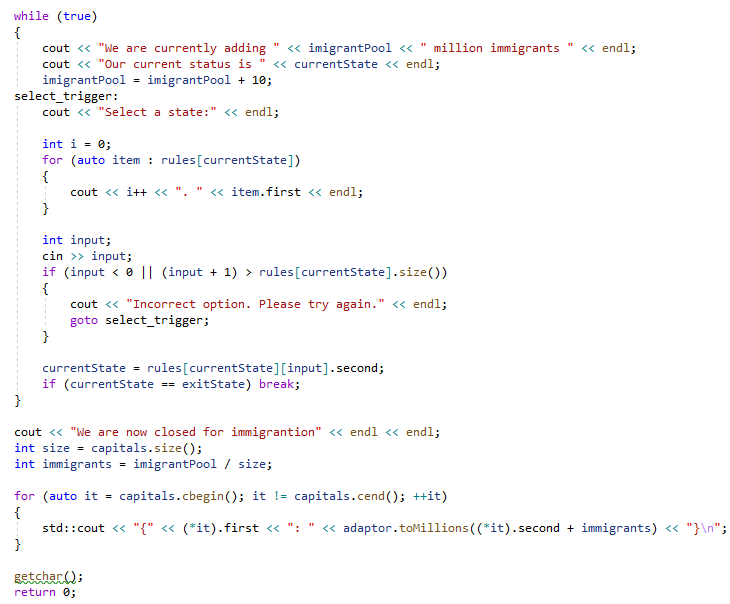 while (true)
{
    cout << "We are currently adding " << imigrantPool << " million immigrants " << endl;
    cout << "Our current status is " << currentState << endl;
    imigrantPool = imigrantPool + 10;
select_trigger:
    cout << "Select a state:" << endl;

    int i = 0;
    for (auto item : rules[currentState])
    {
        cout << i++ << ". " << item.first << endl;
    }

    int input;
    cin >> input;
    if (input < 0 || (input + 1) > rules[currentState].size())
    {
        cout << "Incorrect option. Please try again." << endl;
        goto select_trigger;
    }

    currentState = rules[currentState][input].second;
    if (currentState == exitState) break;
}

cout << "We are now closed for immigrantion" << endl << endl;
int size = capitals.size();
int immigrants = imigrantPool / size;

for (auto it = capitals.cbegin(); it != capitals.cend(); ++it)
{
    std::cout << "{" << (*it).first << ": " << adaptor.toMillions((*it).second + immigrants) << "}\n";
}

getchar();
return 0;